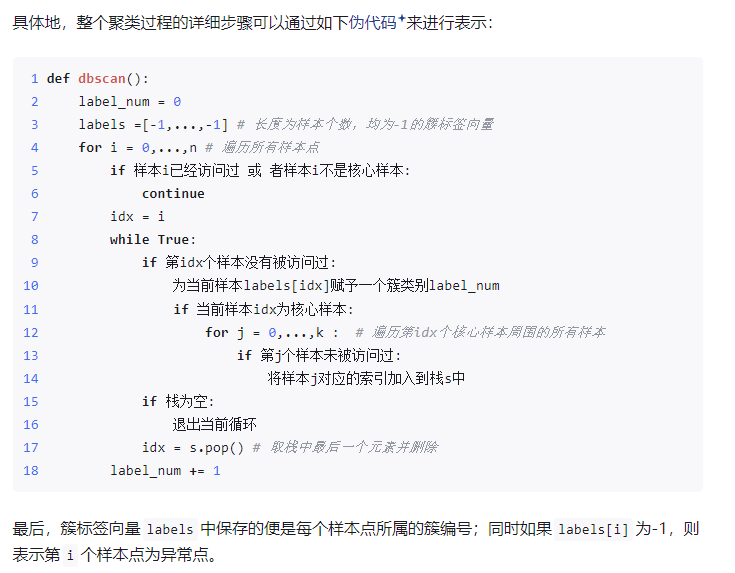 具体地，整个聚类过程的详细步骤可以通过如下伪代码来进行表示：
1 def dbscan():
2     label_num = 0
3     labels =[-1,...,-1] # 长度为样本个数，均为-1的簇标签向量
4     for i = 0,...,n # 遍历所有样本点
5         if 样本i已经访问过 或 者样本i不是核心样本:
6             continue
7         idx = i
8         while True:
9             if 第idx个样本没有被访问过:
10                 为当前样本labels[idx]赋予一个簇类别label_num
11                 if 当前样本idx为核心样本:
12                     for j = 0,...,k :  # 遍历第idx个核心样本周围的所有样本
13                         if 第j个样本未被访问过:
14                             将样本j对应的索引加入到栈s中
15             if 栈为空:
16                 退出当前循环
17             idx = s.pop() # 取栈中最后一个元素并删除
18         label_num += 1
最后，簇标签向量 labels 中保存的便是每个样本点所属的簇编号；同时如果 labels[i] 为-1，则
表示第 i 个样本点为异常点。